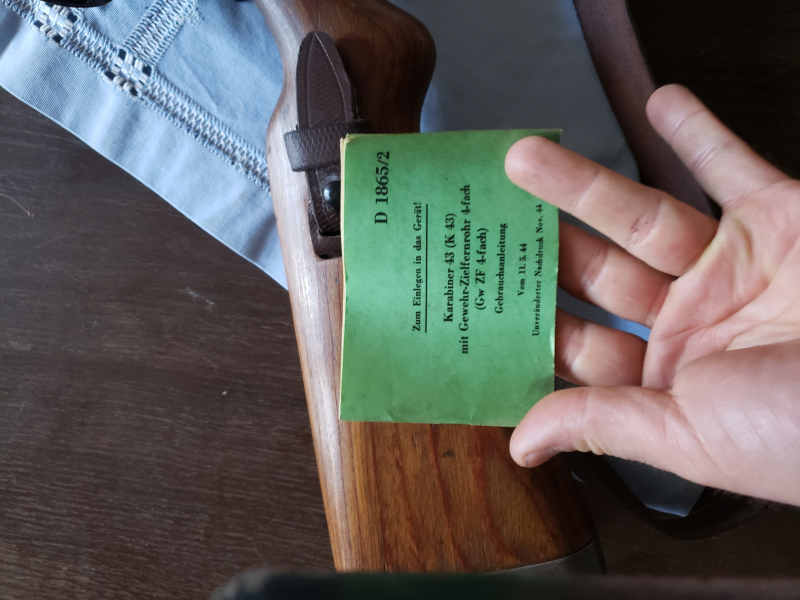 D 1865/2
Zum Einlegen in das Gerät!
Karabiner 43 (K 43)
mit Gewehr-Zielfernrohr 4-fach
(Gw ZF 4-fach)
Gebrauchsanleitung
Vom 11. 5. 44
Unveränderter Nachdruck Nov. 44